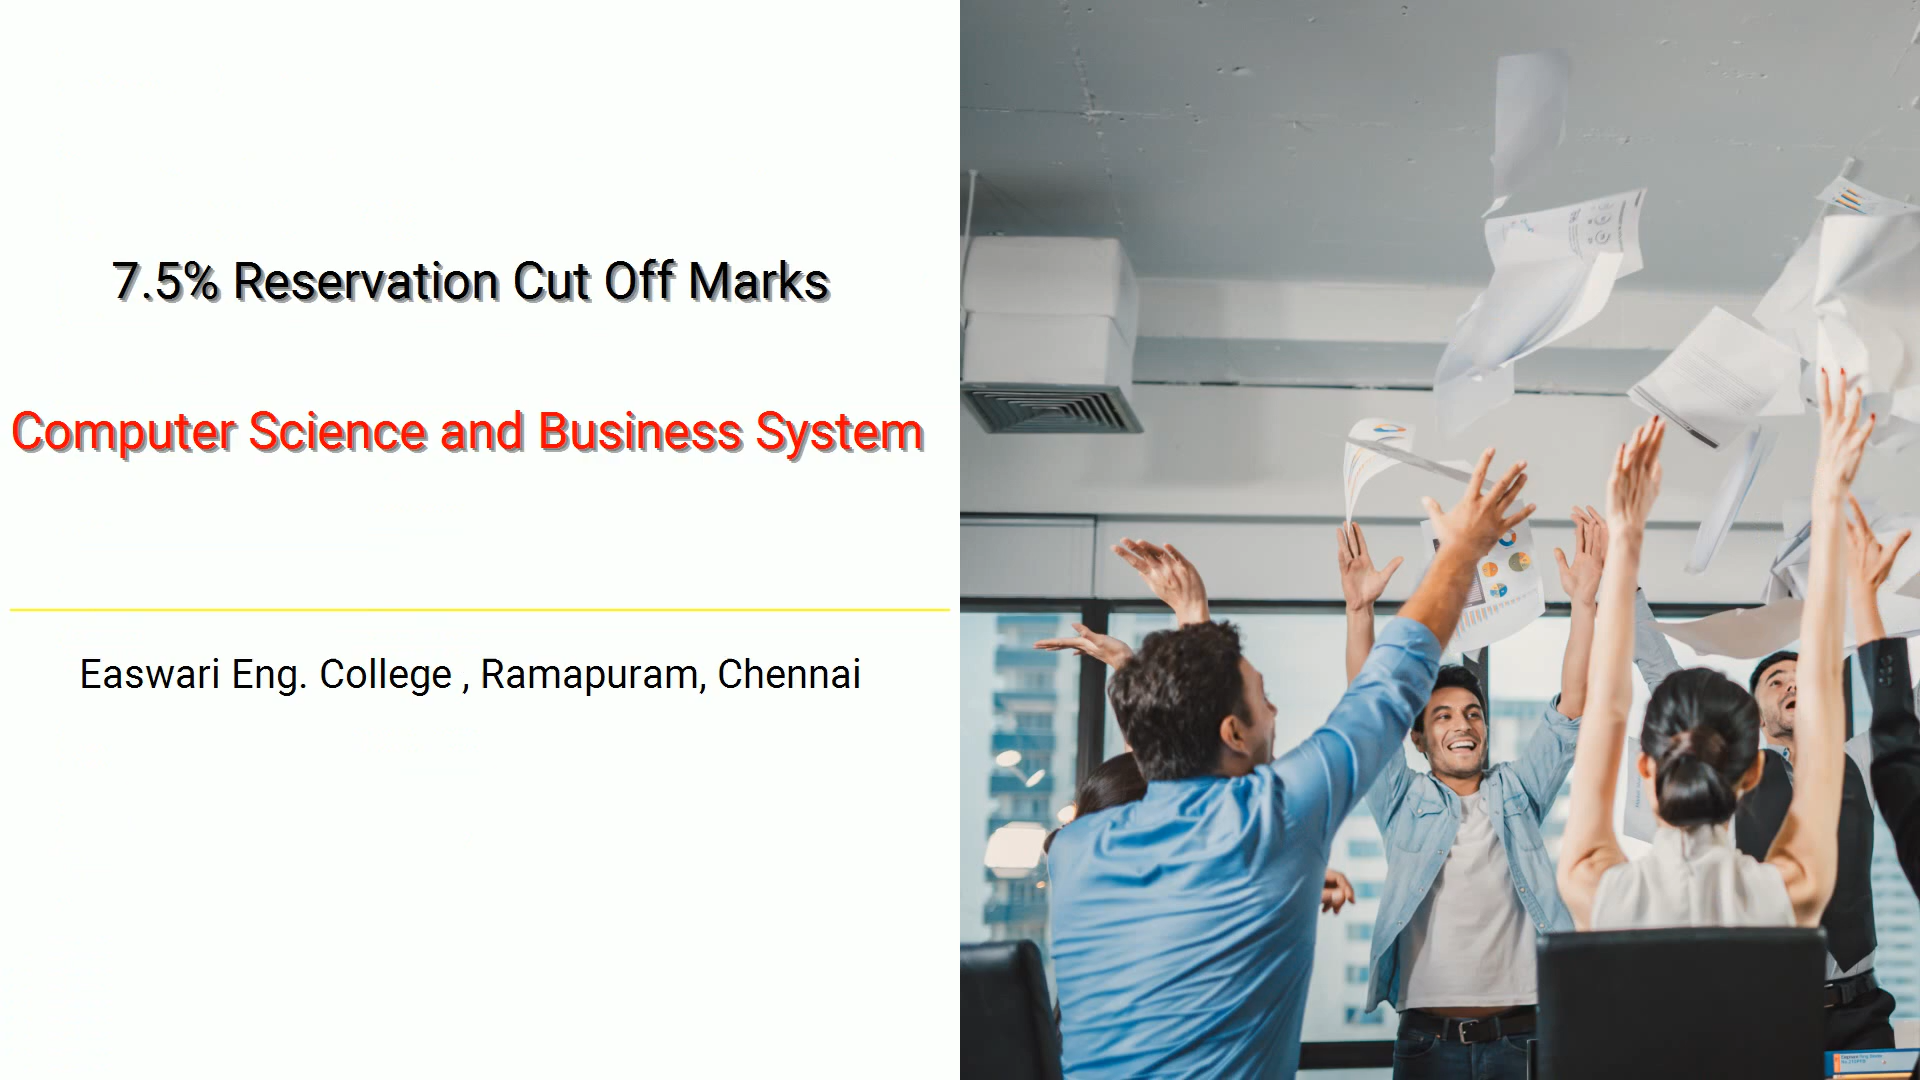 7.5% Reservation Cut Off Marks
Computer Science and Business System
Easwari Eng. College , Ramapuram, Chennai